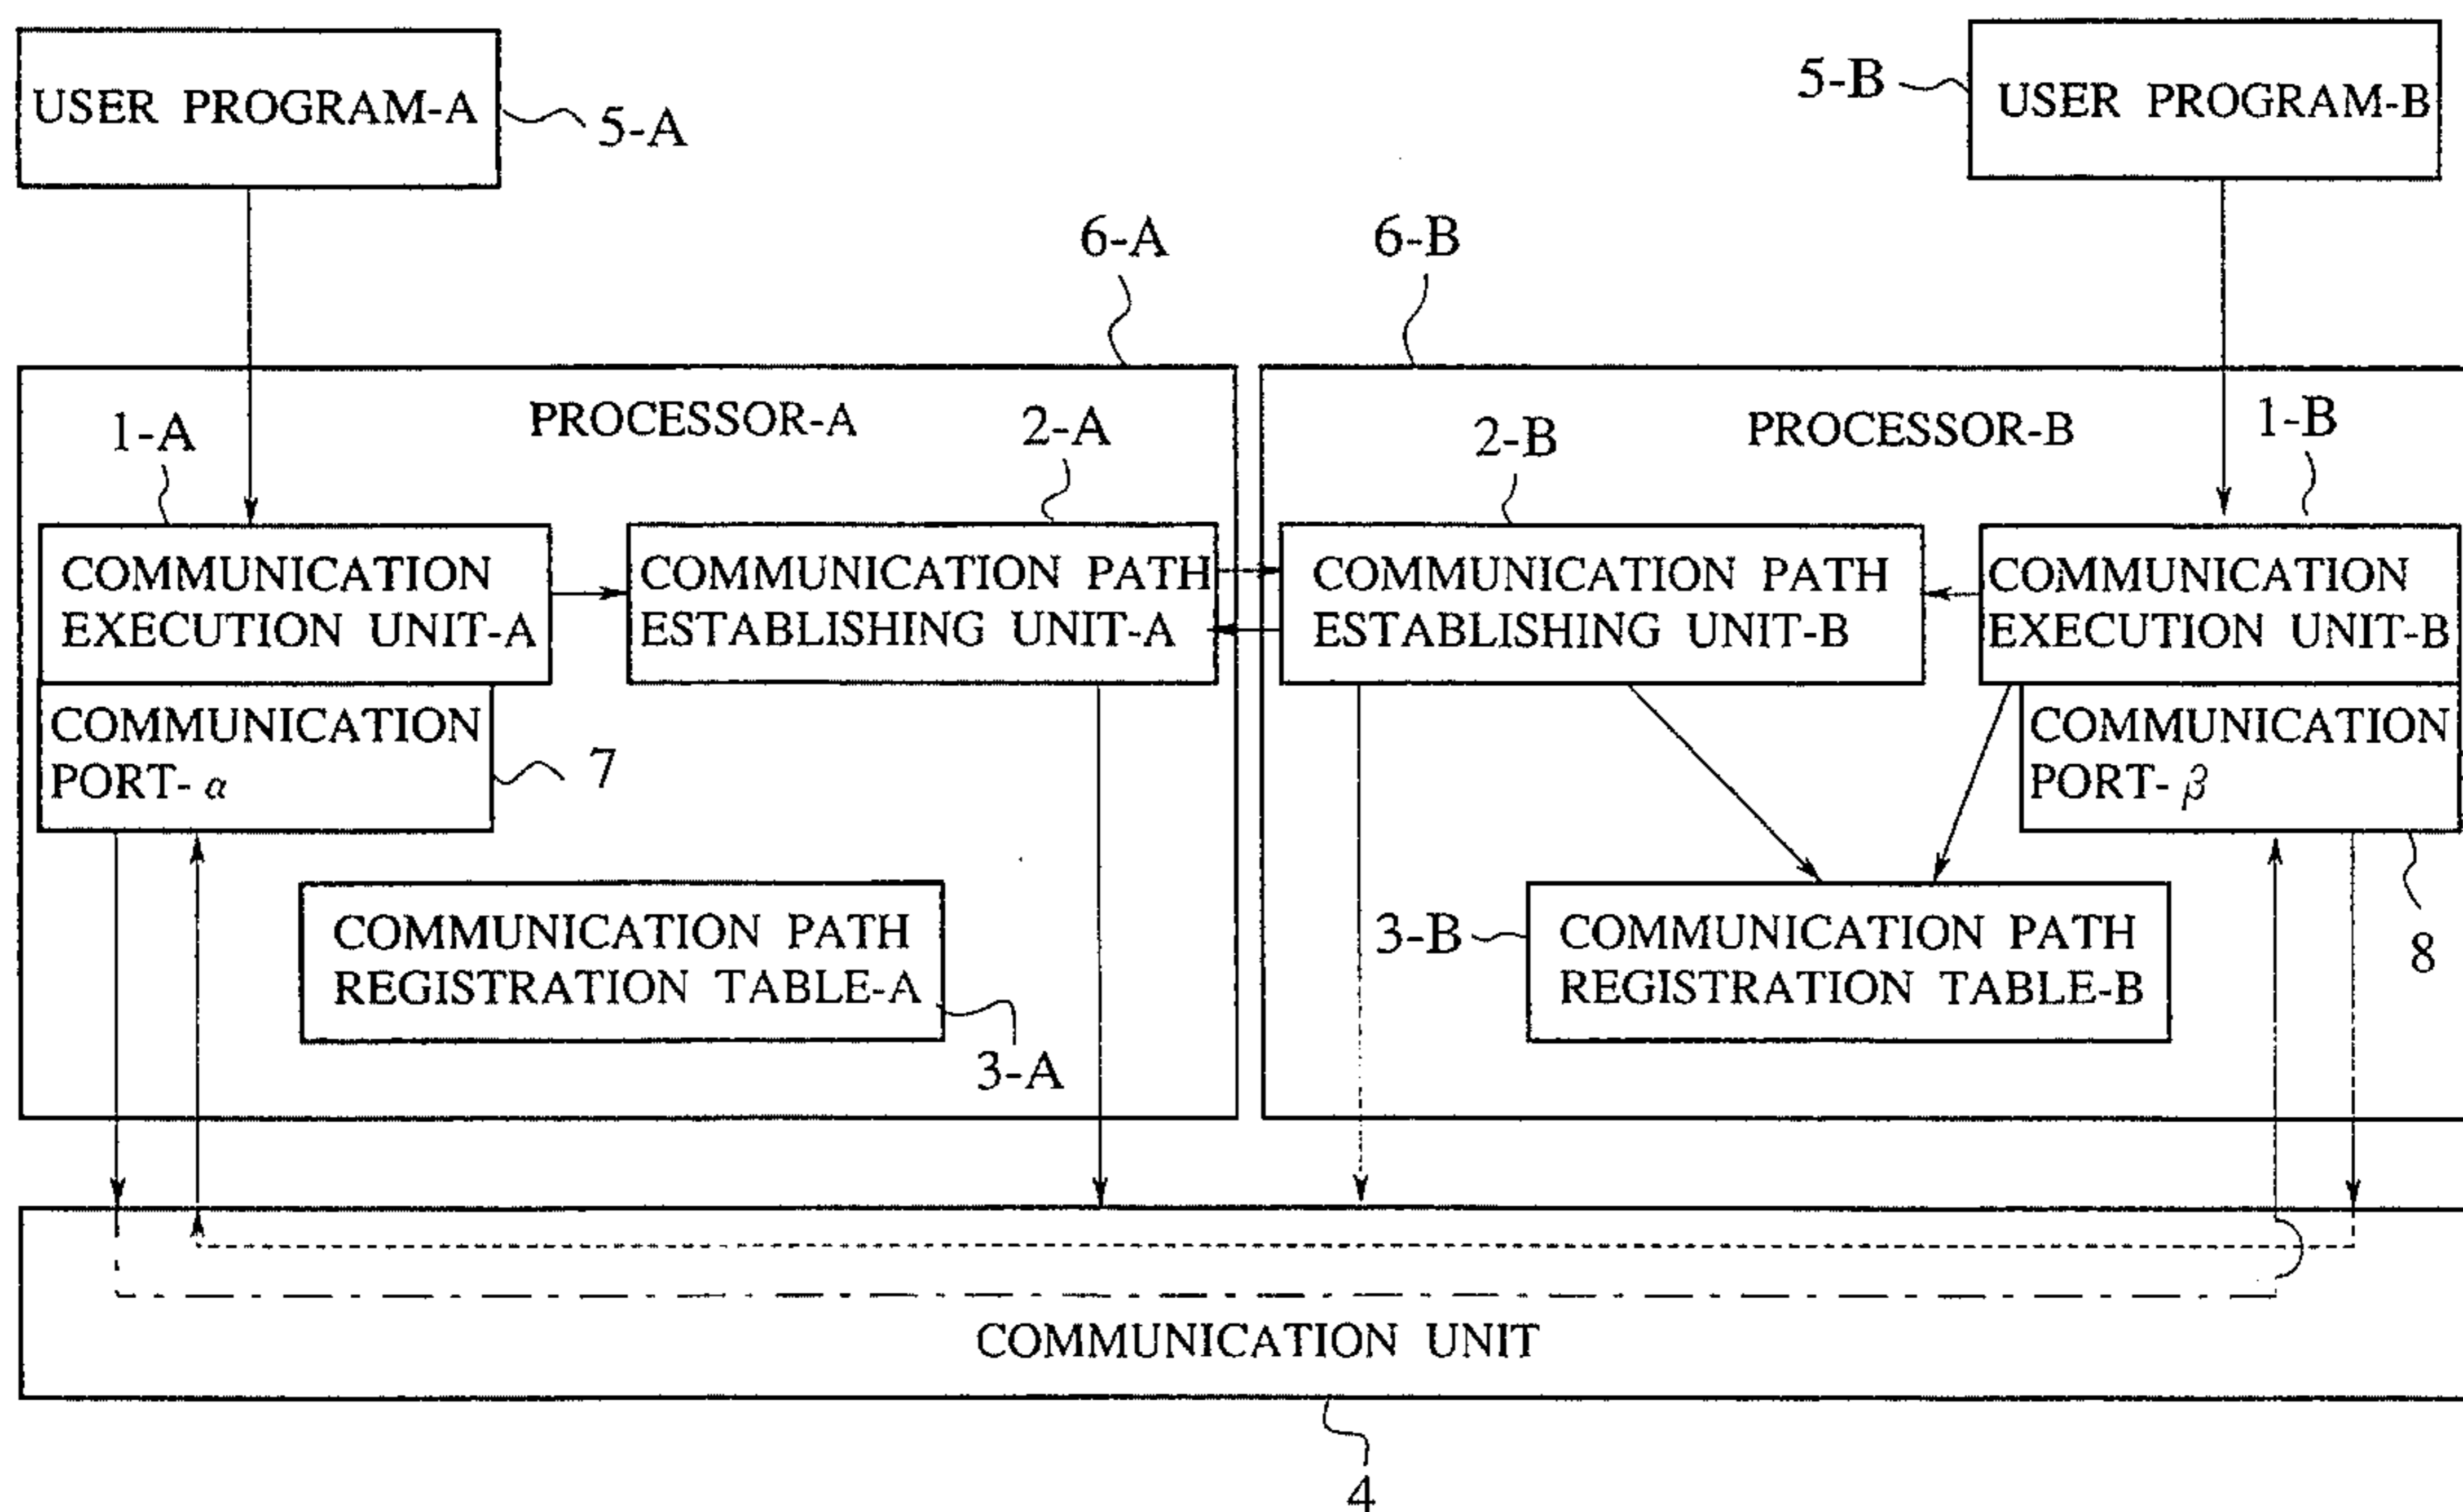 USER PROGRAM-A
5-A
5-B
USER PROGRAM-B
6-A
6-B
PROCESSOR-A
PROCESSOR-B
1-A
2-A
2-B
1-B
COMMUNICATION
EXECUTION UNIT-A
COMMUNICATION PATH
ESTABLISHING UNIT-A
COMMUNICATION PATH
ESTABLISHING UNIT-B
COMMUNICATION
EXECUTION UNIT-B
COMMUNICATION
PORT- α
7
COMMUNICATION
PORT- β
8
COMMUNICATION PATH
REGISTRATION TABLE-A
3-A
3-B
COMMUNICATION PATH
REGISTRATION TABLE-B
COMMUNICATION UNIT
4